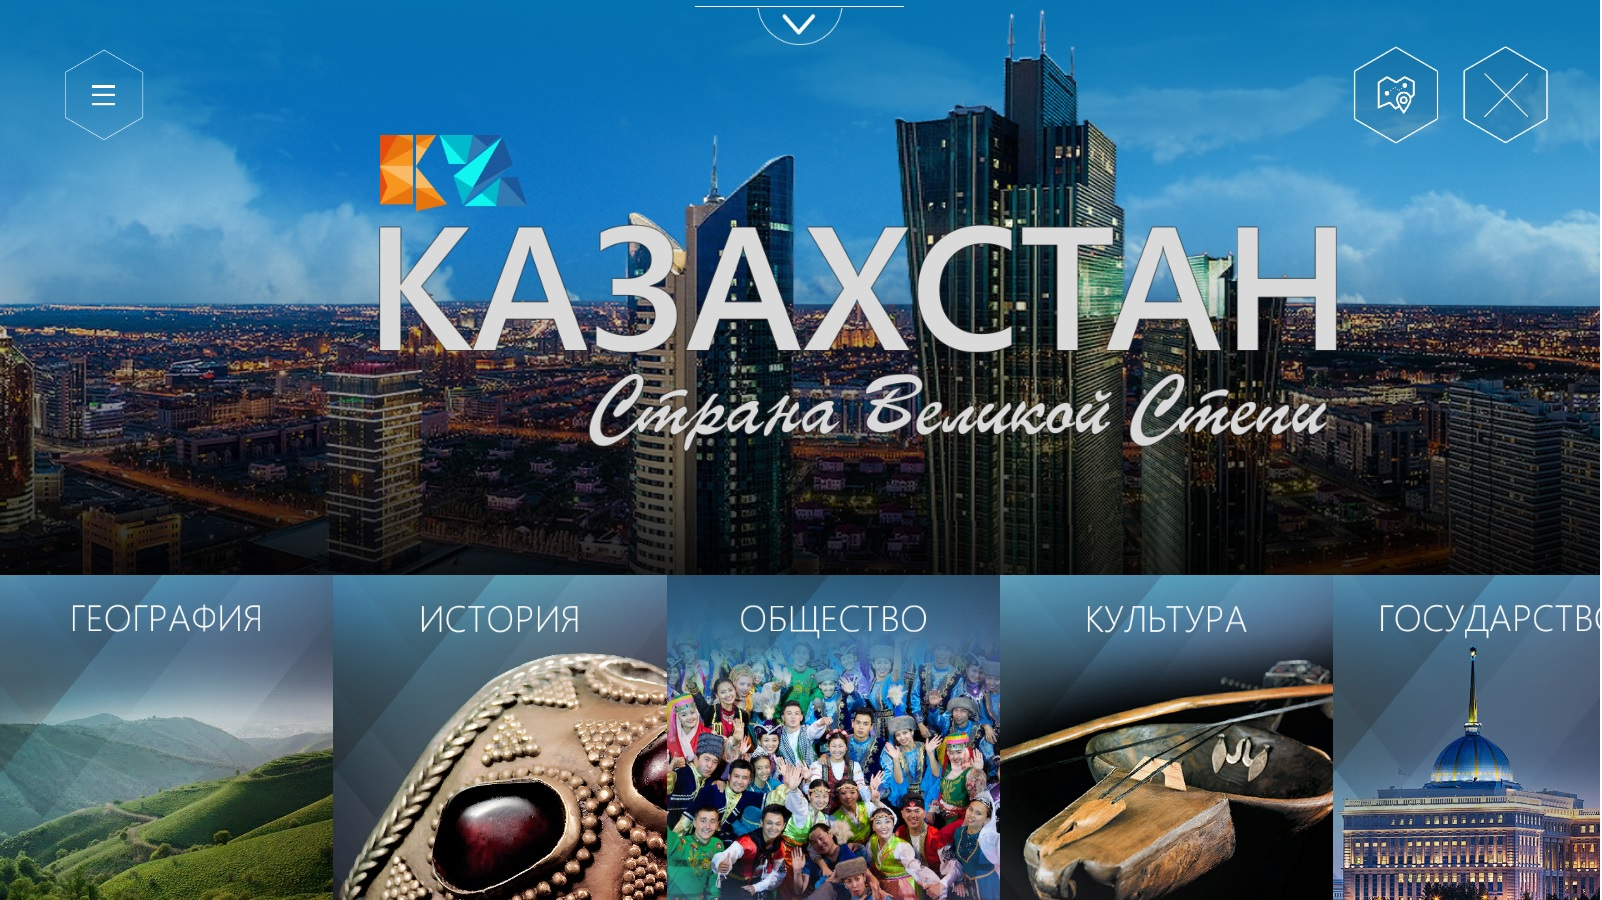 KZ
КАЗАХСТАН
Страна Великой Степи
ГЕОГРАФИЯ
ИСТОРИЯ
ОБЩЕСТВО
КУЛЬТУРА
ГОСУДАРСТВО